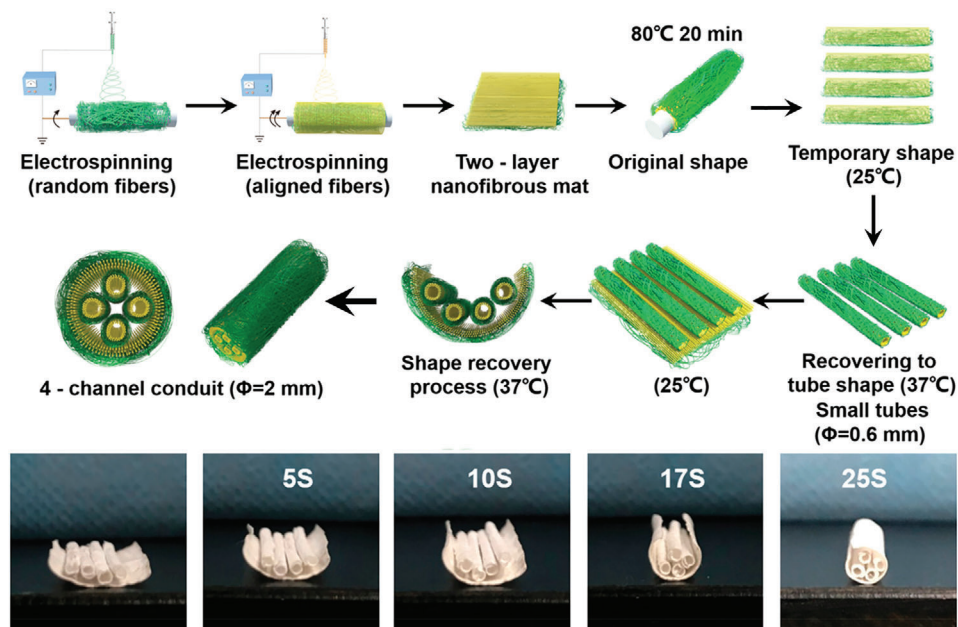 80℃ 20 min
Electrospinning
(random fibers)
Electrospinning
(aligned fibers)
Two - layer
nanofibrous mat
Original shape
Temporary shape
(25℃)
4 - channel conduit (Φ=2 mm)
Shape recovery
process (37℃)
(25℃)
Recovering to
tube shape (37℃)
Small tubes
(Φ=0.6 mm)
5S
10S
17S
25S